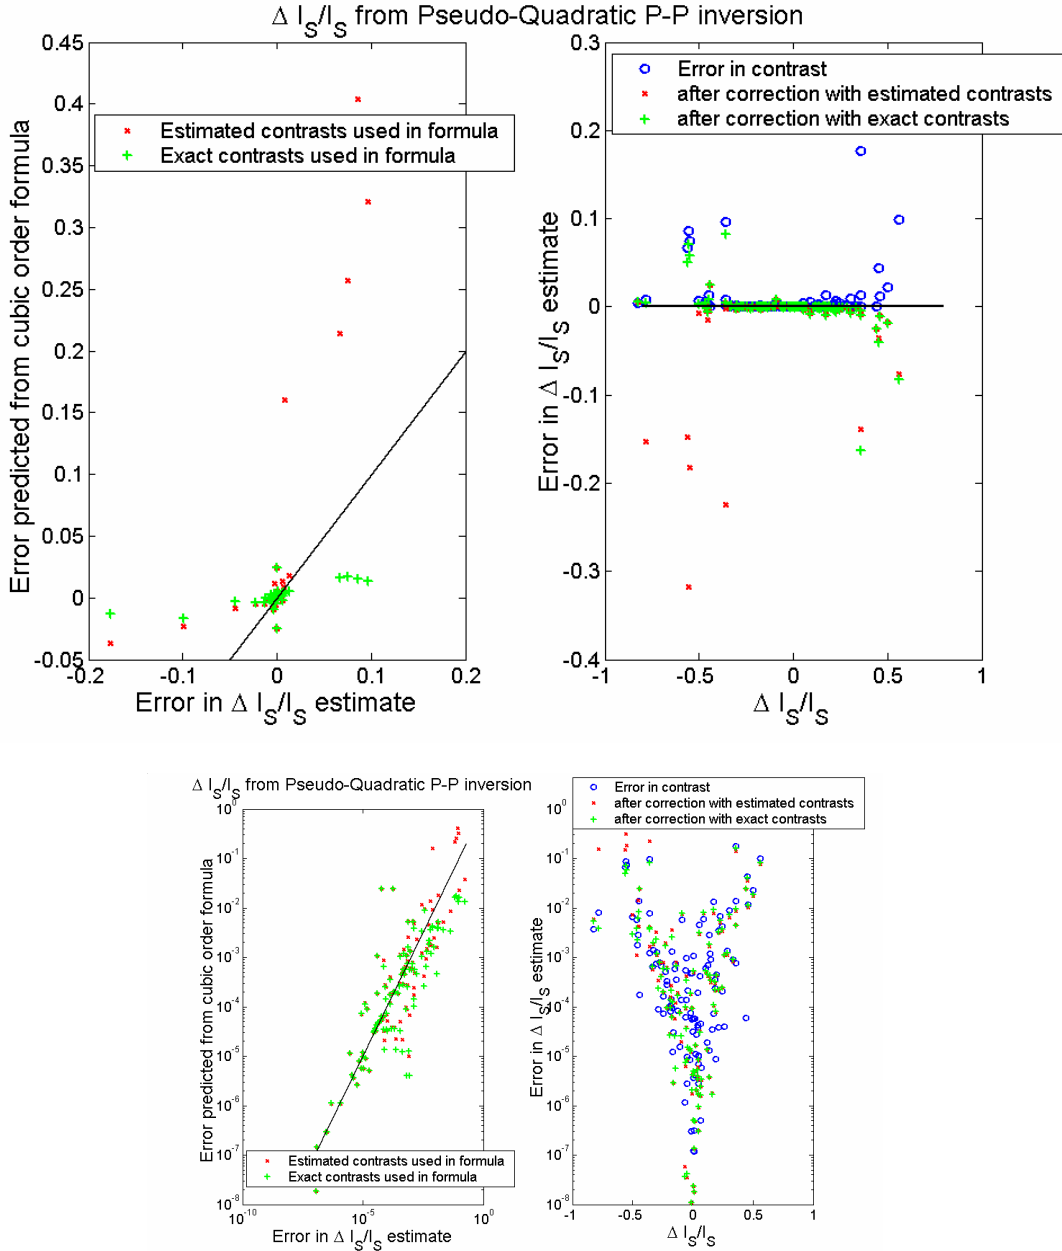 Δ I_S/I_S from Pseudo-Quadratic P-P inversion
Error predicted from cubic order formula
0.45
0.4
0.35
0.3
0.25
0.2
0.15
0.1
0.05
0
-0.05
Estimated contrasts used in formula
Exact contrasts used in formula
-0.2
-0.1
0
0.1
0.2
Error in Δ I_S/I_S estimate
Error in Δ I_S/I_S estimate
0.3
0.2
0.1
0
-0.1
-0.2
-0.3
-0.4
Error in contrast
after correction with estimated contrasts
after correction with exact contrasts
-1
-0.5
0
0.5
1
Δ I_S/I_S
Δ I_S/I_S from Pseudo-Quadratic P-P inversion
Error predicted from cubic order formula
10^0
10^-1
10^-2
10^-3
10^-4
10^-5
10^-6
10^-7
10^-8
Estimated contrasts used in formula
Exact contrasts used in formula
10^-10
10^-5
10^0
Error in Δ I_S/I_S estimate
Error in contrast
after correction with estimated contrasts
after correction with exact contrasts
Error in Δ I_S/I_S estimate
10^0
10^-1
10^-2
10^-3
10^-4
10^-5
10^-6
10^-7
10^-8
-1
-0.5
0
0.5
1
Δ I_S/I_S